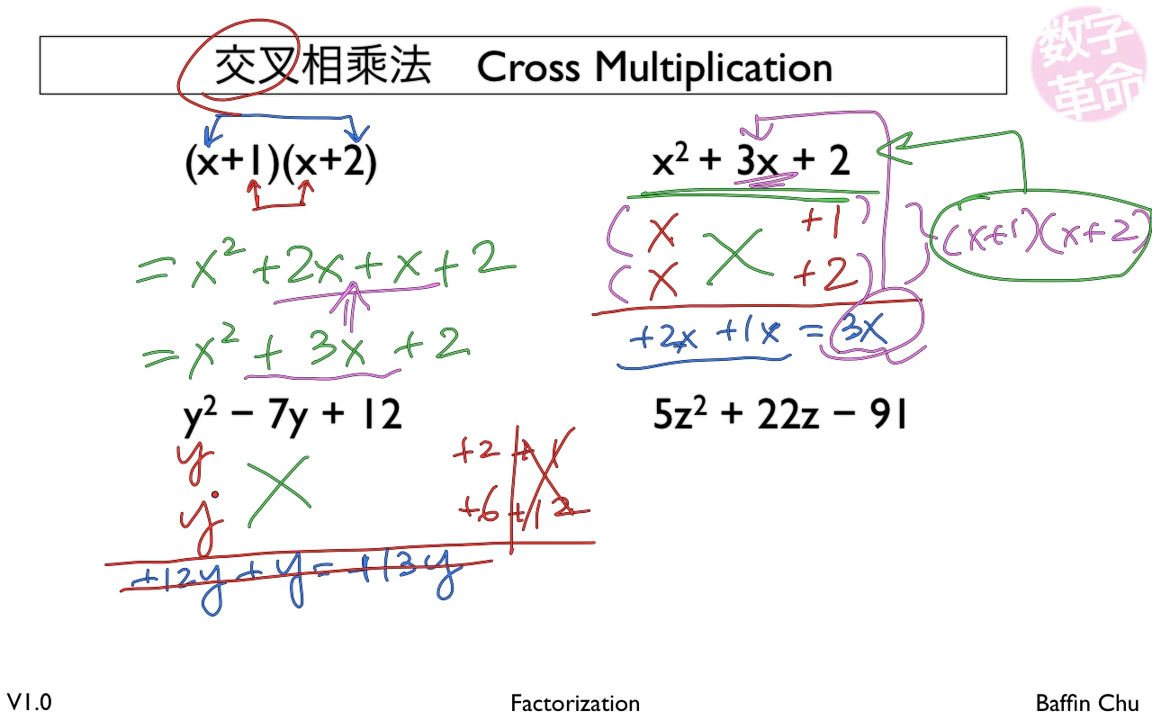 交叉相乘法 Cross Multiplication
数字
革命
(x+1)(x+2)
= x² + 2x + x + 2
= x² + 3x + 2
x² + 3x + 2
x +1
x +2
+2x +1x = 3x
(x+1)(x+2)
y² − 7y + 12
y +2 +1
y +6 +12
+12y + y = +13y
5z² + 22z − 91
V1.0 Factorization Baffin Chu